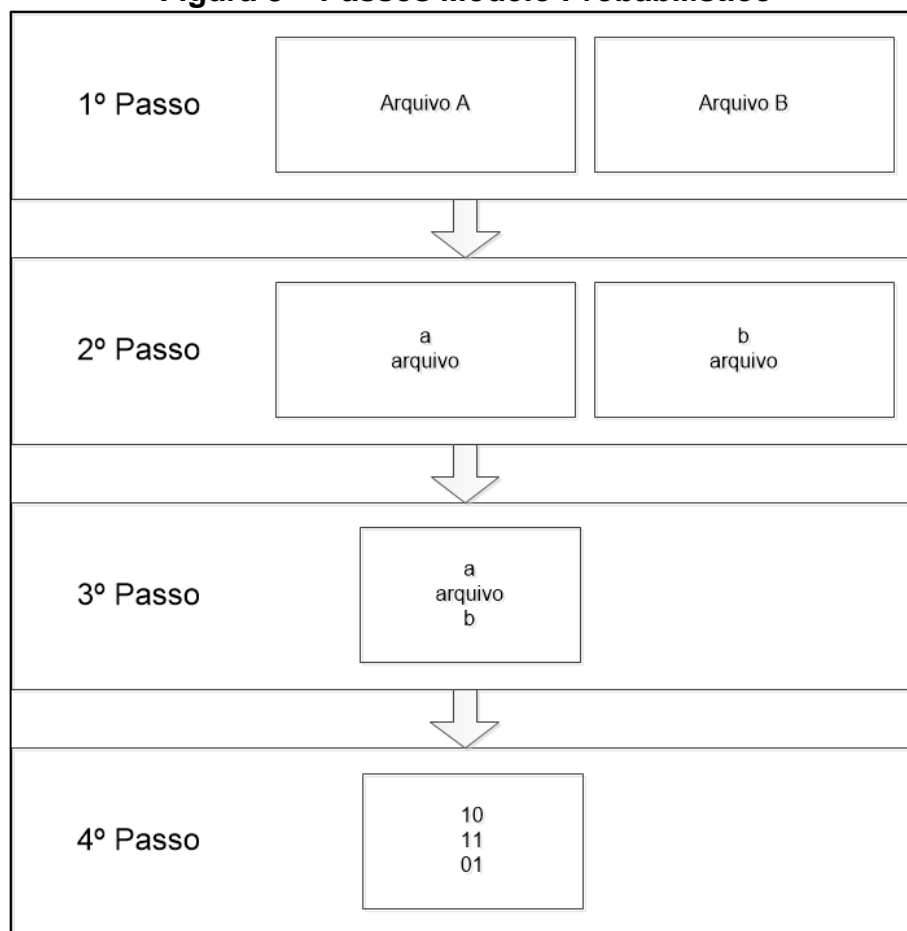 Figura – Passos Modelo Probabilístico
1º Passo
Arquivo A
Arquivo B
2º Passo
a
arquivo
b
arquivo
3º Passo
a
arquivo
b
4º Passo
10
11
01